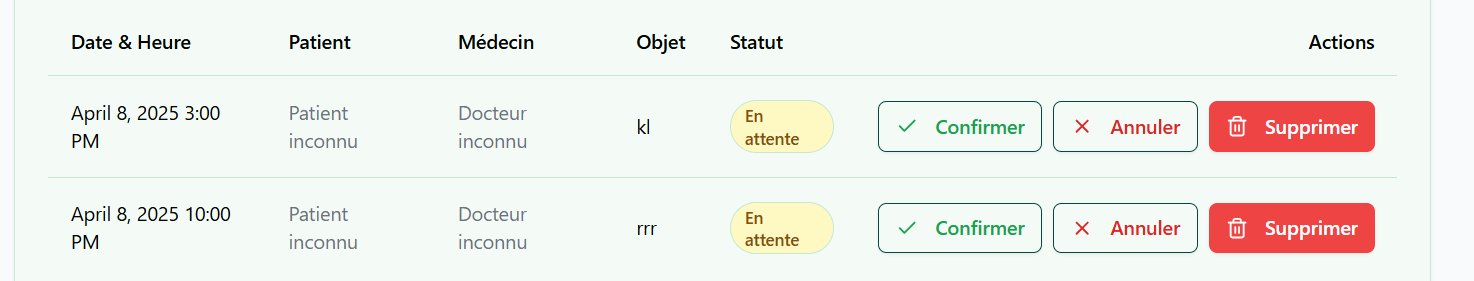 Date & Heure Patient Médecin Objet Statut Actions
April 8, 2025 3:00
PM
Patient
inconnu
Docteur
inconnu
kl
En
attente
Confirmer
Annuler
Supprimer
April 8, 2025 10:00
PM
Patient
inconnu
Docteur
inconnu
rrr
En
attente
Confirmer
Annuler
Supprimer